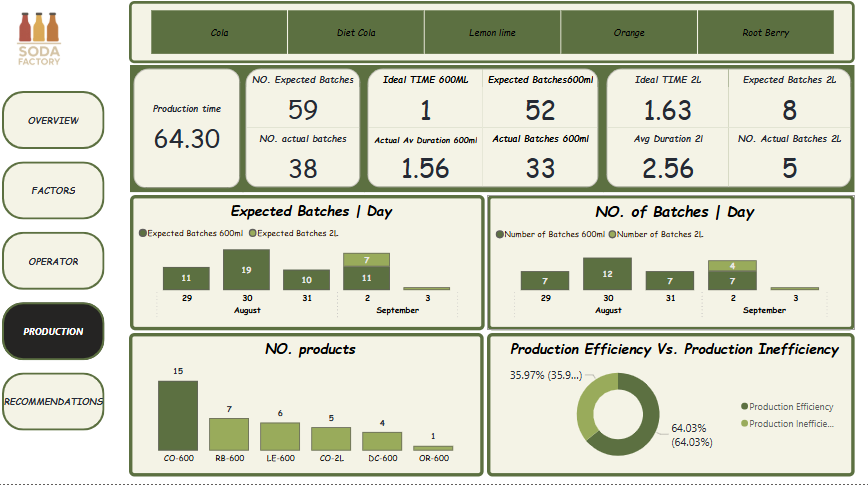 SODA
FACTORY
OVERVIEW
FACTORS
OPERATOR
PRODUCTION
RECOMMENDATIONS
Cola
Diet Cola
Lemon lime
Orange
Root Berry
Production time
64.30
NO. Expected Batches
59
NO. actual batches
38
Ideal TIME 600ML
1
Actual Av Duration 600ml
1.56
Expected Batches600ml
52
Actual Batches 600ml
33
Ideal TIME 2L
1.63
Avg Duration 2l
2.56
Expected Batches 2L
8
NO. Actual Batches 2L
5
Expected Batches | Day
Expected Batches 600ml Expected Batches 2L
11
19
10
7
11
29 30 31 2 3
August September
NO. of Batches | Day
Number of Batches 600ml Number of Batches 2L
7
12
7
4
7
29 30 31 2 3
August September
NO. products
15
7
6
5
4
1
CO-600 RB-600 LE-600 CO-2L DC-600 OR-600
Production Efficiency Vs. Production Inefficiency
35.97% (35.9...)
64.03%
(64.03%)
Production Efficiency
Production Inefficie...